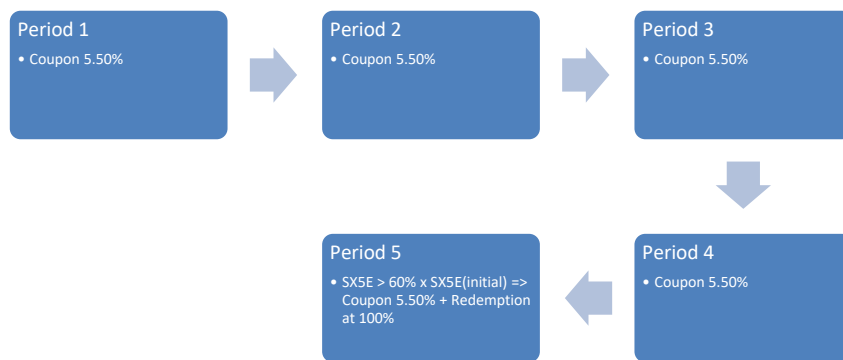 Period 1
• Coupon 5.50%
Period 2
• Coupon 5.50%
Period 3
• Coupon 5.50%
Period 4
• Coupon 5.50%
Period 5
• SX5E > 60% x SX5E(initial) =>
Coupon 5.50% + Redemption
at 100%